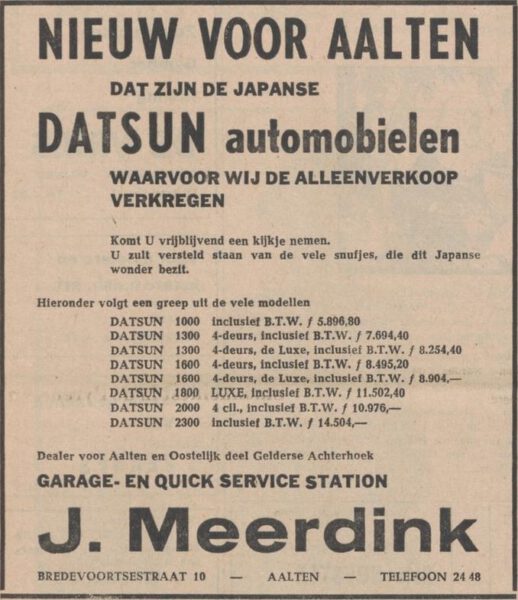 NIEUW VOOR AALTEN
DAT ZIJN DE JAPANSE
DATSUN automobielen
WAARVOOR WIJ DE ALLEENVERKOOP
VERKREGEN
Komt U vrijblijvend een kijkje nemen.
U zult versteld staan van de vele snufjes, die dit Japanse
wonder bezit.
Hieronder volgt een greep uit de vele modellen
DATSUN 1000 inclusief B.T.W. ƒ 5.896,80
DATSUN 1300 4-deurs, inclusief B.T.W. ƒ 7.694,40
DATSUN 1300 4-deurs, de Luxe, inclusief B.T.W. ƒ 8.254,40
DATSUN 1600 4-deurs, inclusief B.T.W. ƒ 8.495,20
DATSUN 1600 4-deurs, de Luxe, inclusief B.T.W. ƒ 8.904,—
DATSUN 1800 LUXE, inclusief B.T.W. ƒ 11.502,40
DATSUN 2000 4 cil., inclusief B.T.W. ƒ 10.976,—
DATSUN 2300 inclusief B.T.W. ƒ 14.504,—
Dealer voor Aalten en Oostelijk deel Gelderse Achterhoek
GARAGE- EN QUICK SERVICE STATION
J. Meerdink
BREDEVOORTSESTRAAT 10 — AALTEN — TELEFOON 24 48